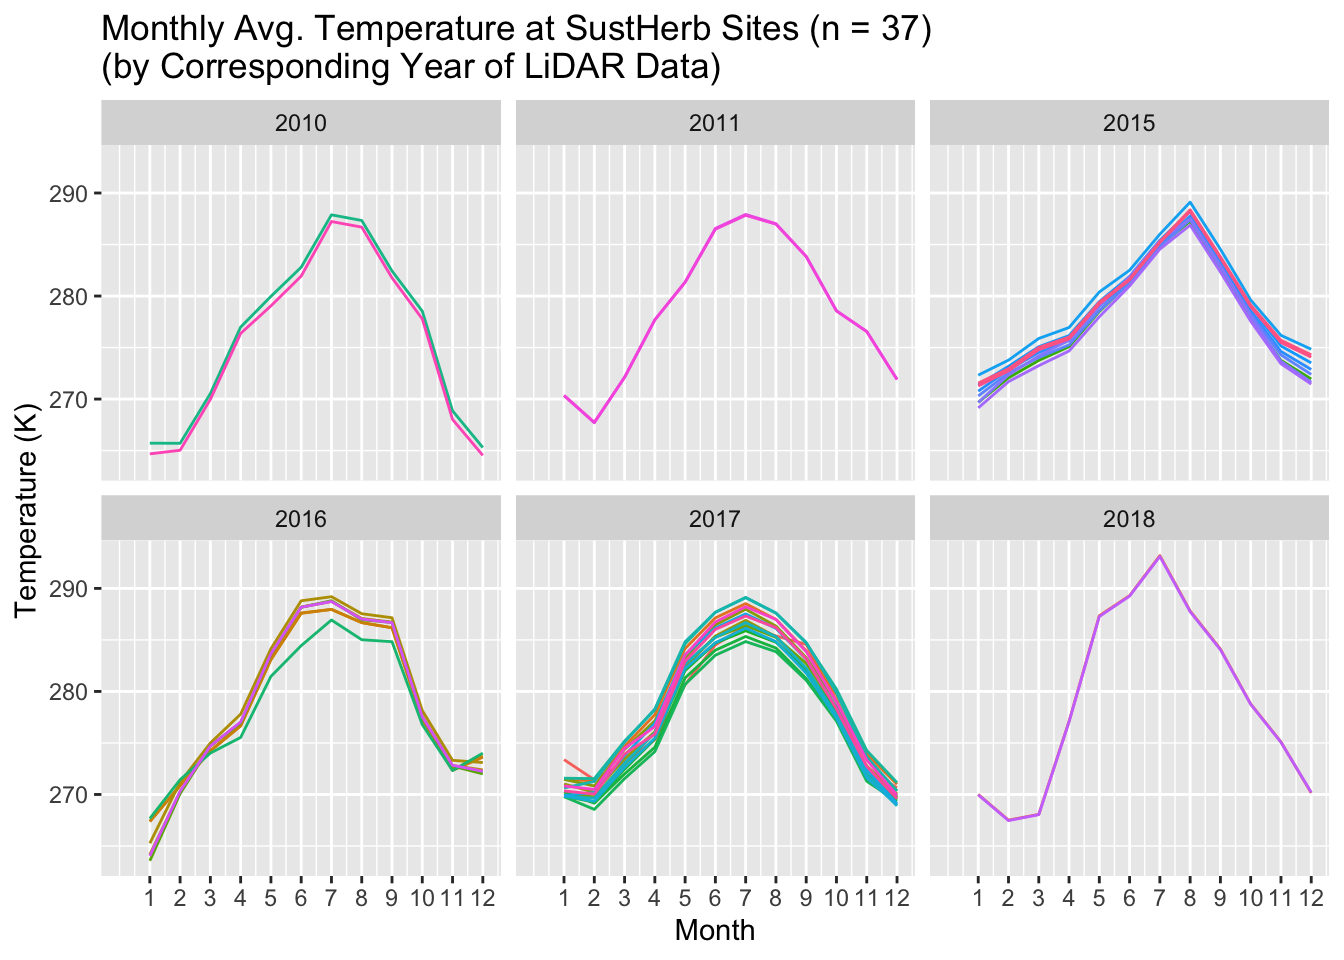 Monthly Avg. Temperature at SustHerb Sites (n = 37)
(by Corresponding Year of LiDAR Data)
2010 2011 2015
290
280
270
2016 2017 2018
290
280
270
Temperature (K)
1 2 3 4 5 6 7 8 9 10 11 12 1 2 3 4 5 6 7 8 9 10 11 12 1 2 3 4 5 6 7 8 9 10 11 12
Month